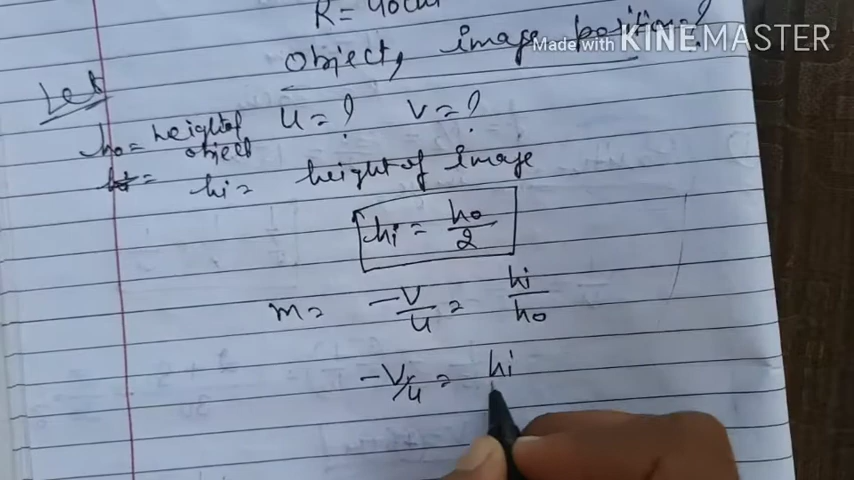 R = 40cm
object, image position?
Made with KINEMASTER
Let
ho = height of object
u = ? v = ?
hi = height of image
hi = ho/2
m = -v/u = hi/ho
-v/u = hi